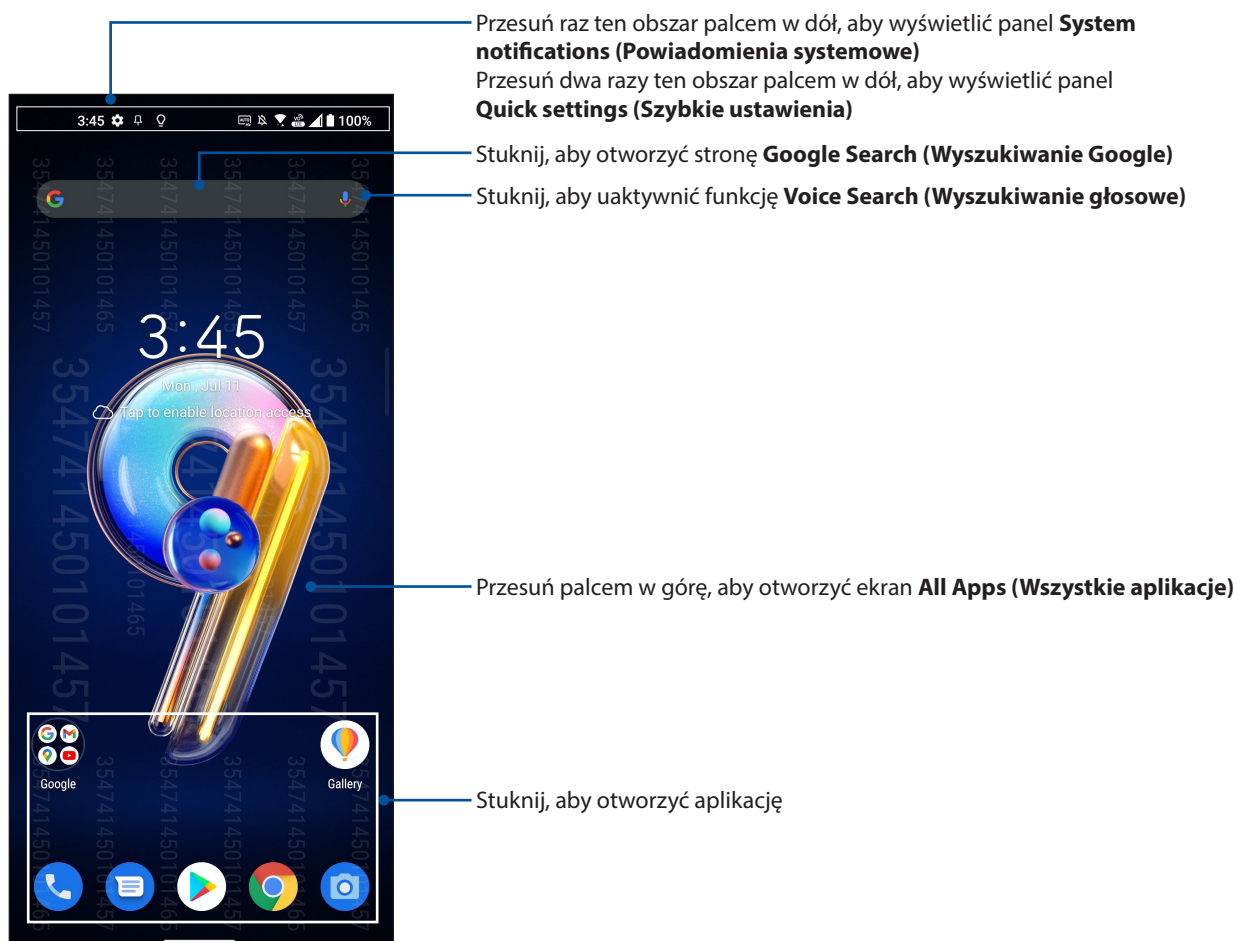 Przesuń raz ten obszar palcem w dół, aby wyświetlić panel System
notifications (Powiadomienia systemowe)
Przesuń dwa razy ten obszar palcem w dół, aby wyświetlić panel
Quick settings (Szybkie ustawienia)
3:45
100%
Stuknij, aby otworzyć stronę Google Search (Wyszukiwanie Google)
Stuknij, aby uaktywnić funkcję Voice Search (Wyszukiwanie głosowe)
3:45
Mon, Jul 11
Tap to enable location access
Przesuń palcem w górę, aby otworzyć ekran All Apps (Wszystkie aplikacje)
Google
Gallery
Stuknij, aby otworzyć aplikację